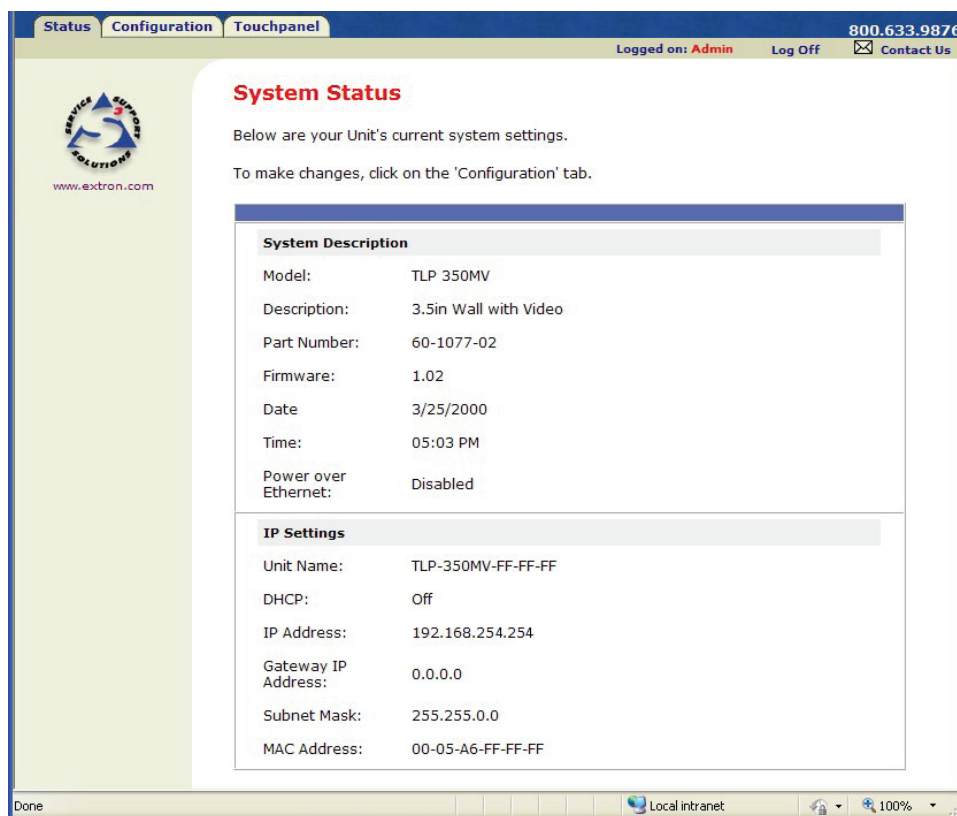 Status Configuration Touchpanel
800.633.9876
Logged on: Admin Log Off Contact Us
SERVICE SUPPORT SOLUTIONS
3
S
www.extron.com
System Status
Below are your Unit's current system settings.
To make changes, click on the 'Configuration' tab.
System Description
Model: TLP 350MV
Description: 3.5in Wall with Video
Part Number: 60-1077-02
Firmware: 1.02
Date 3/25/2000
Time: 05:03 PM
Power over
Ethernet: Disabled
IP Settings
Unit Name: TLP-350MV-FF-FF-FF
DHCP: Off
IP Address: 192.168.254.254
Gateway IP
Address: 0.0.0.0
Subnet Mask: 255.255.0.0
MAC Address: 00-05-A6-FF-FF-FF
Done Local intranet 100%